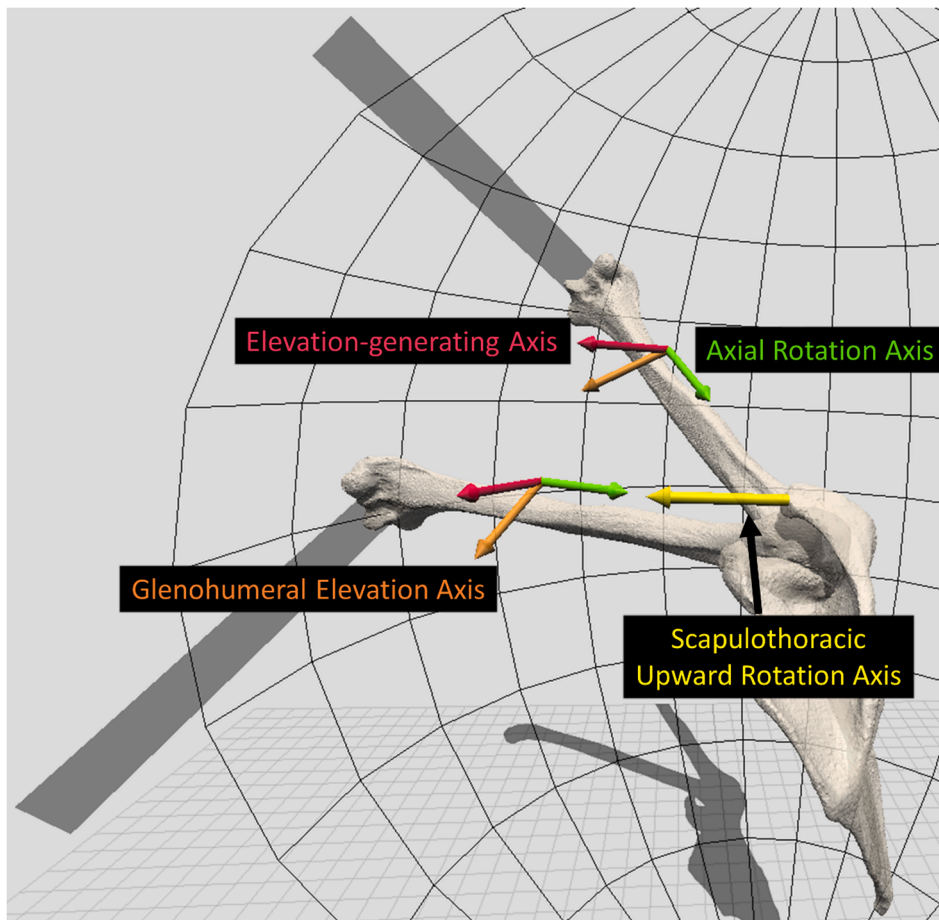 Elevation-generating Axis
Axial Rotation Axis
Glenohumeral Elevation Axis
Scapulothoracic
Upward Rotation Axis